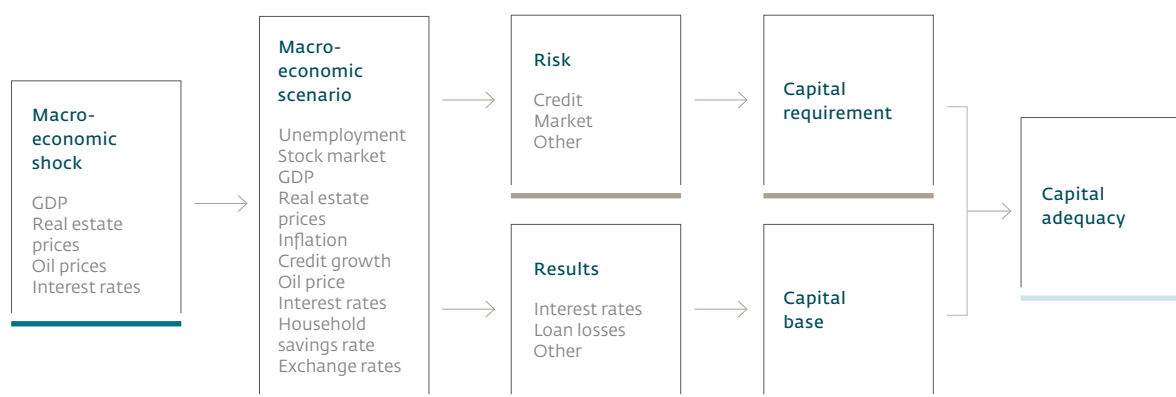 Macro-
economic
shock
GDP
Real estate
prices
Oil prices
Interest rates
Macro-
economic
scenario
Unemployment
Stock market
GDP
Real estate
prices
Inflation
Credit growth
Oil price
Interest rates
Household
savings rate
Exchange rates
Risk
Credit
Market
Other
Capital
requirement
Results
Interest rates
Loan losses
Other
Capital
base
Capital
adequacy